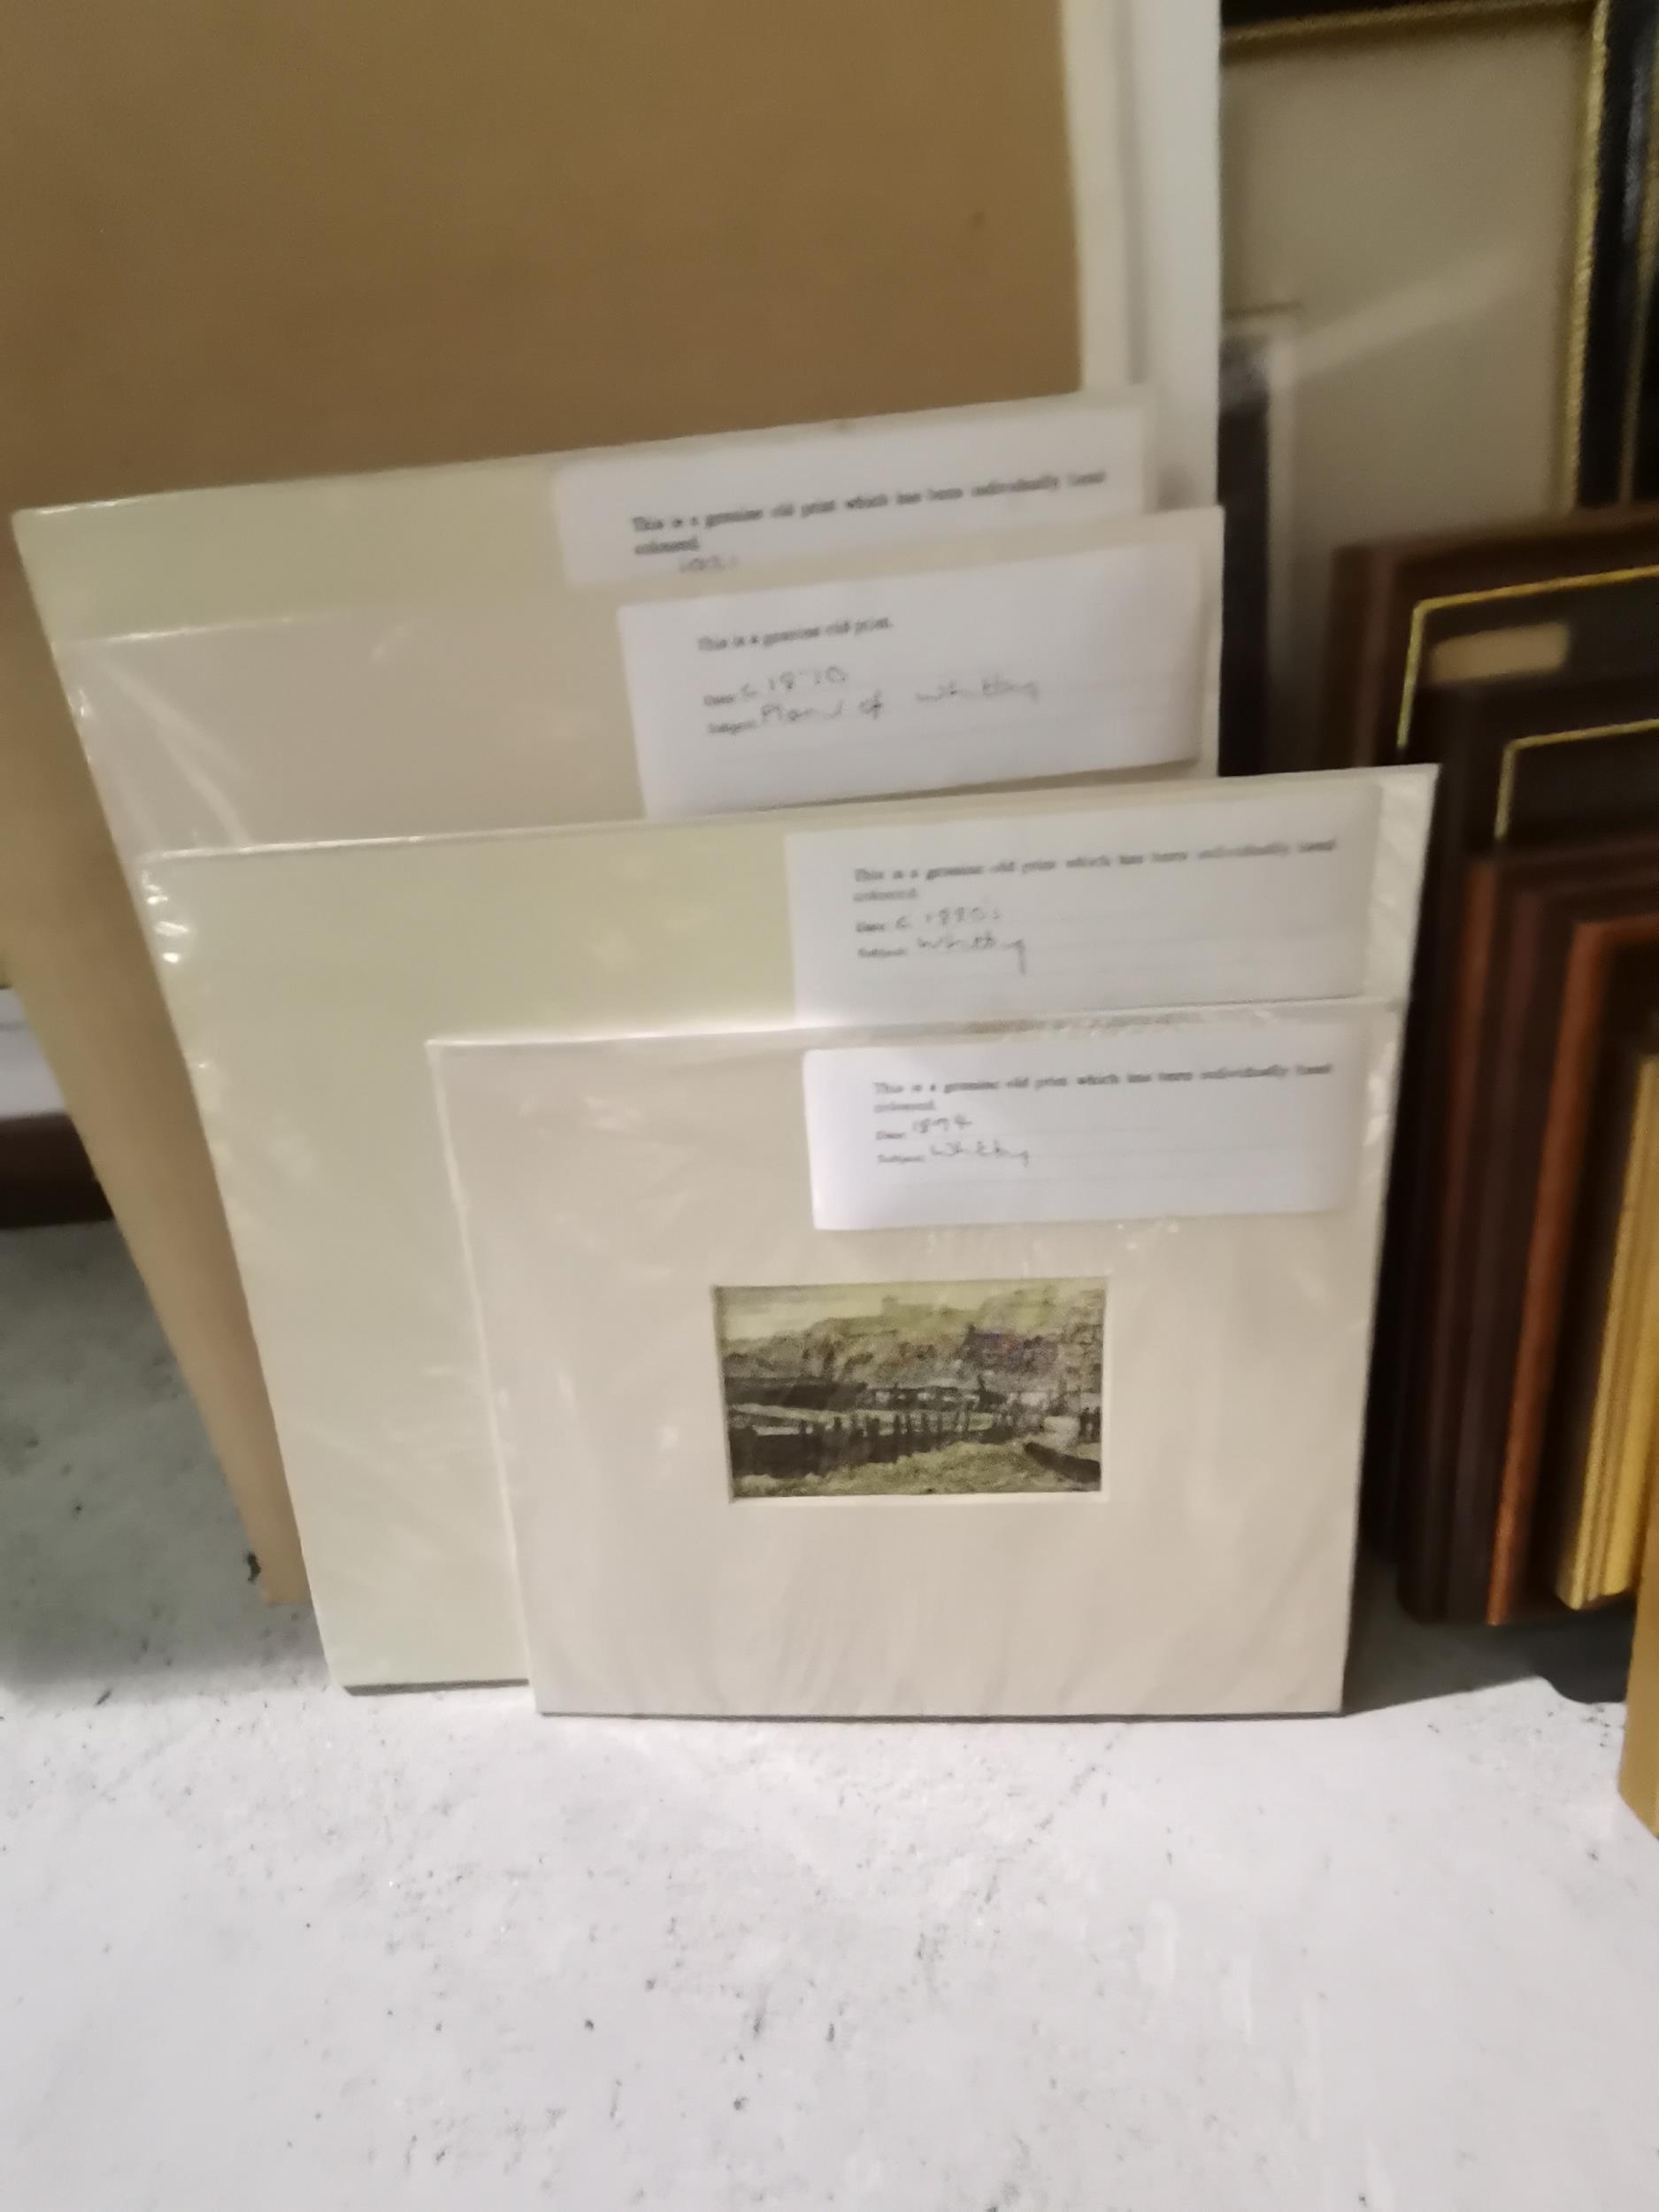 This is a genuine old print which has been individually hand
coloured.
This is a genuine old print.
Date: c 1870
Subject: Plan of Whitby
This is a genuine old print which has been individually hand
coloured.
Date: c. 1880s
Subject: Whitby
This is a genuine old print which has been individually hand
coloured.
Date: 1894
Subject: Whitby